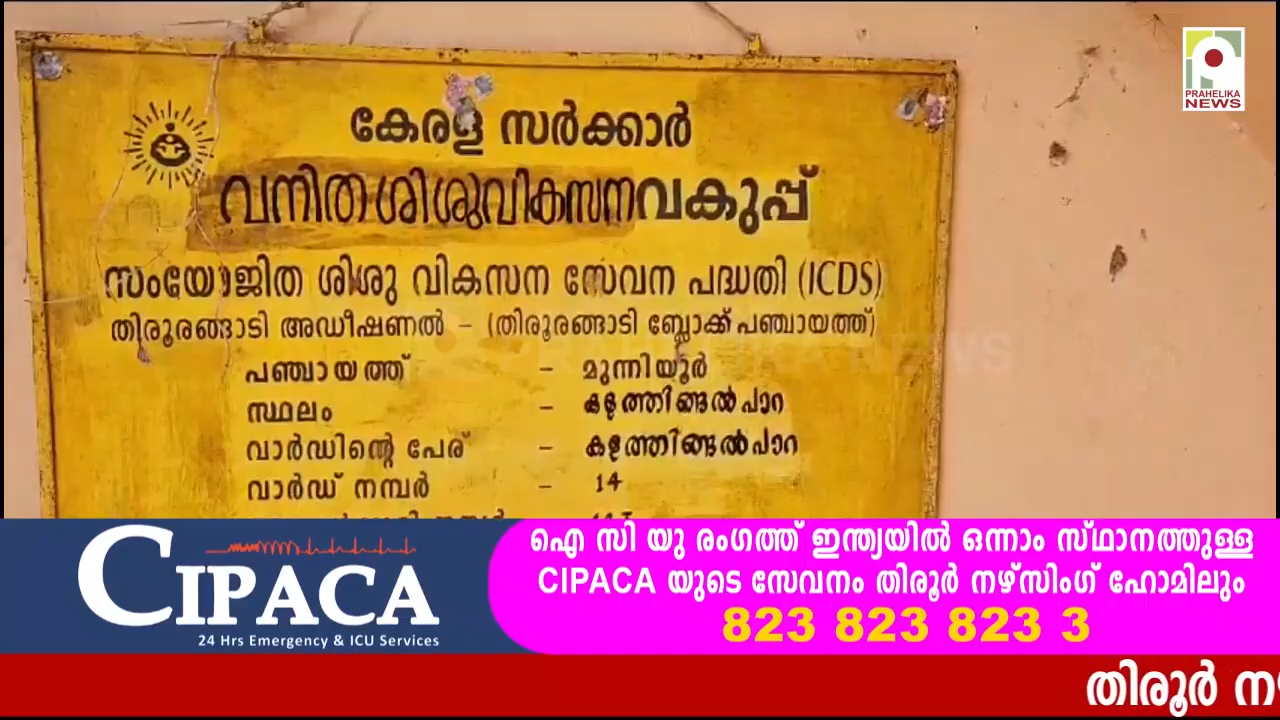 PRAHELIKA
NEWS
കേരള സർക്കാർ
വനിത ശിശുവികസനവകുപ്പ്
സംയോജിത ശിശു വികസന സേവന പദ്ധതി (ICDS)
തിരൂരങ്ങാടി അഡീഷണൽ - (തിരൂരങ്ങാടി ബ്ലോക്ക് പഞ്ചായത്ത്)
പഞ്ചായത്ത് - മുന്നിയൂർ
സ്ഥലം - കളത്തിങ്ങൽപാറ
വാർഡിന്റെ പേര് - കളത്തിങ്ങൽപാറ
വാർഡ് നമ്പർ - 14
CIPACA
24 Hrs Emergency & ICU Services
ഐ സി യു രംഗത്ത് ഇന്ത്യയിൽ ഒന്നാം സ്ഥാനത്തുള്ള
CIPACA യുടെ സേവനം തിരൂർ നഴ്സിംഗ് ഹോമിലും
823 823 823 3
തിരൂർ